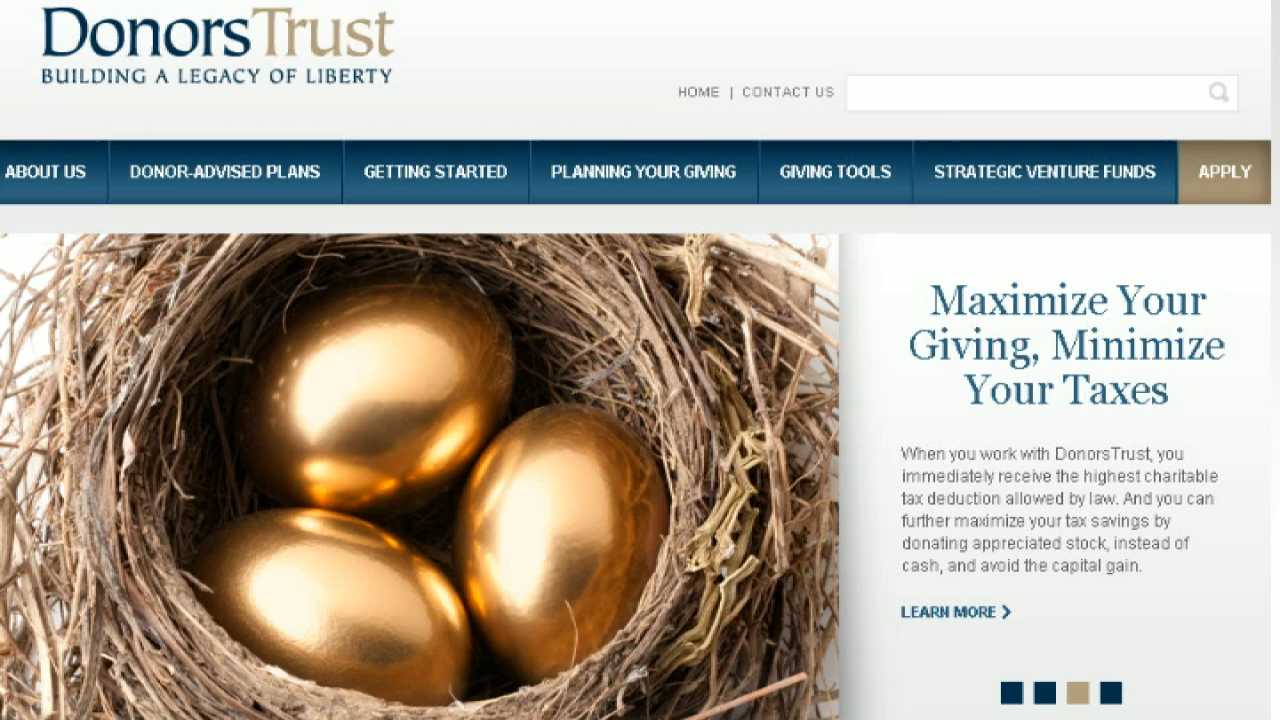 DonorsTrust
BUILDING A LEGACY OF LIBERTY
HOME | CONTACT US
ABOUT US DONOR-ADVISED PLANS GETTING STARTED PLANNING YOUR GIVING GIVING TOOLS STRATEGIC VENTURE FUNDS APPLY
Maximize Your
Giving, Minimize
Your Taxes
When you work with DonorsTrust, you
immediately receive the highest charitable
tax deduction allowed by law. And you can
further maximize your tax savings by
donating appreciated stock, instead of
cash, and avoid the capital gain.
LEARN MORE